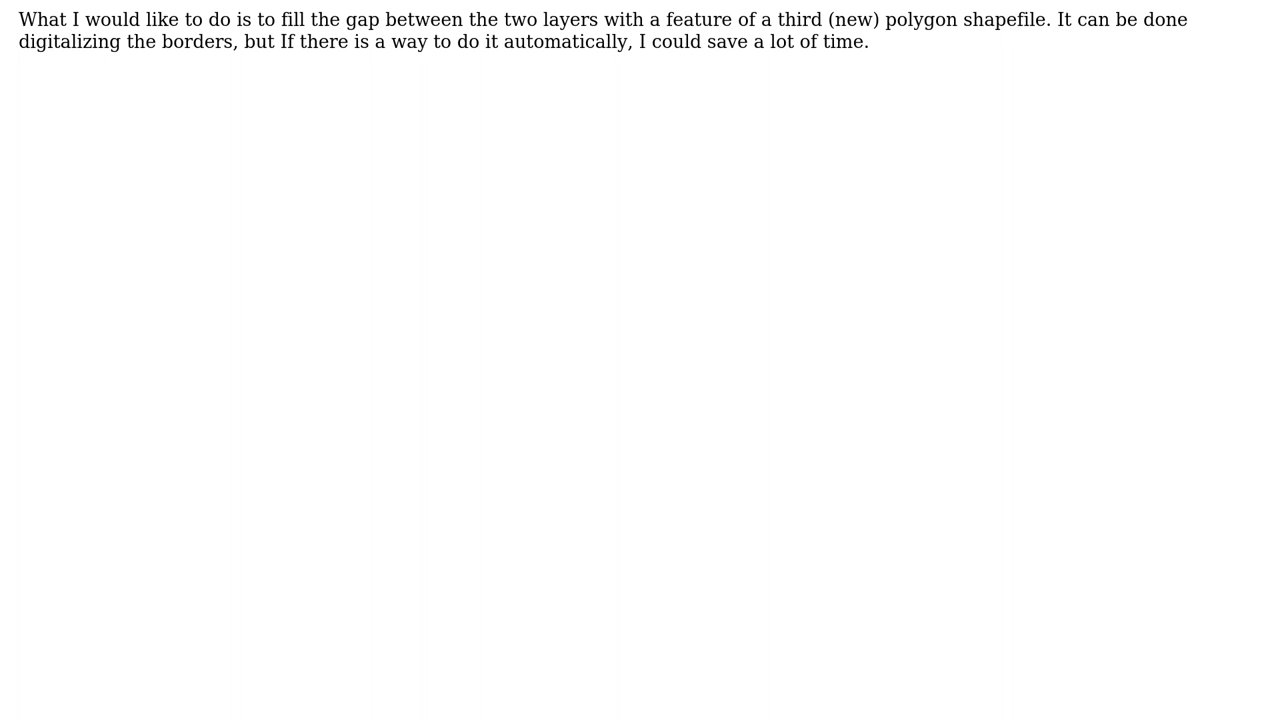 What I would like to do is to fill the gap between the two layers with a feature of a third (new) polygon shapefile. It can be done
digitalizing the borders, but If there is a way to do it automatically, I could save a lot of time.